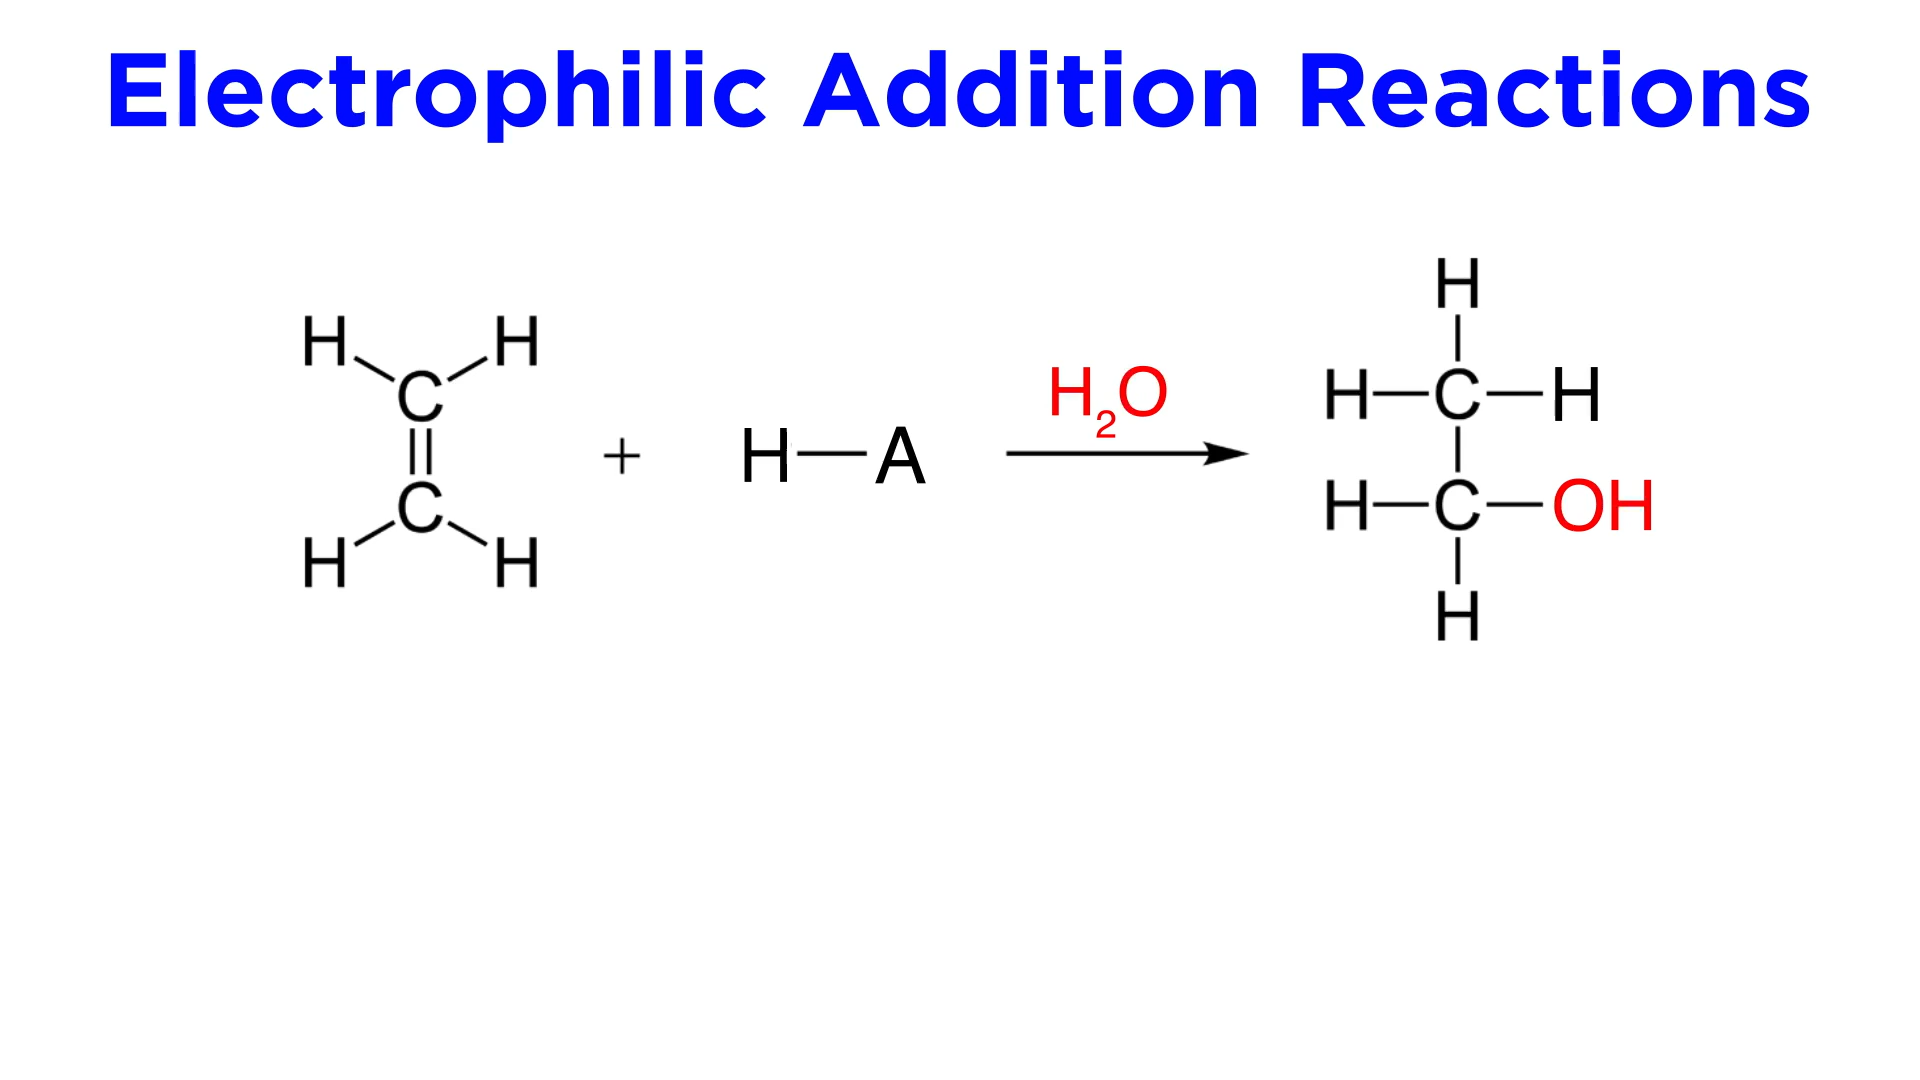 Electrophilic Addition Reactions
H
H H H₂O H—C—H
C
‖ + H—A
C H—C—OH
H H
H